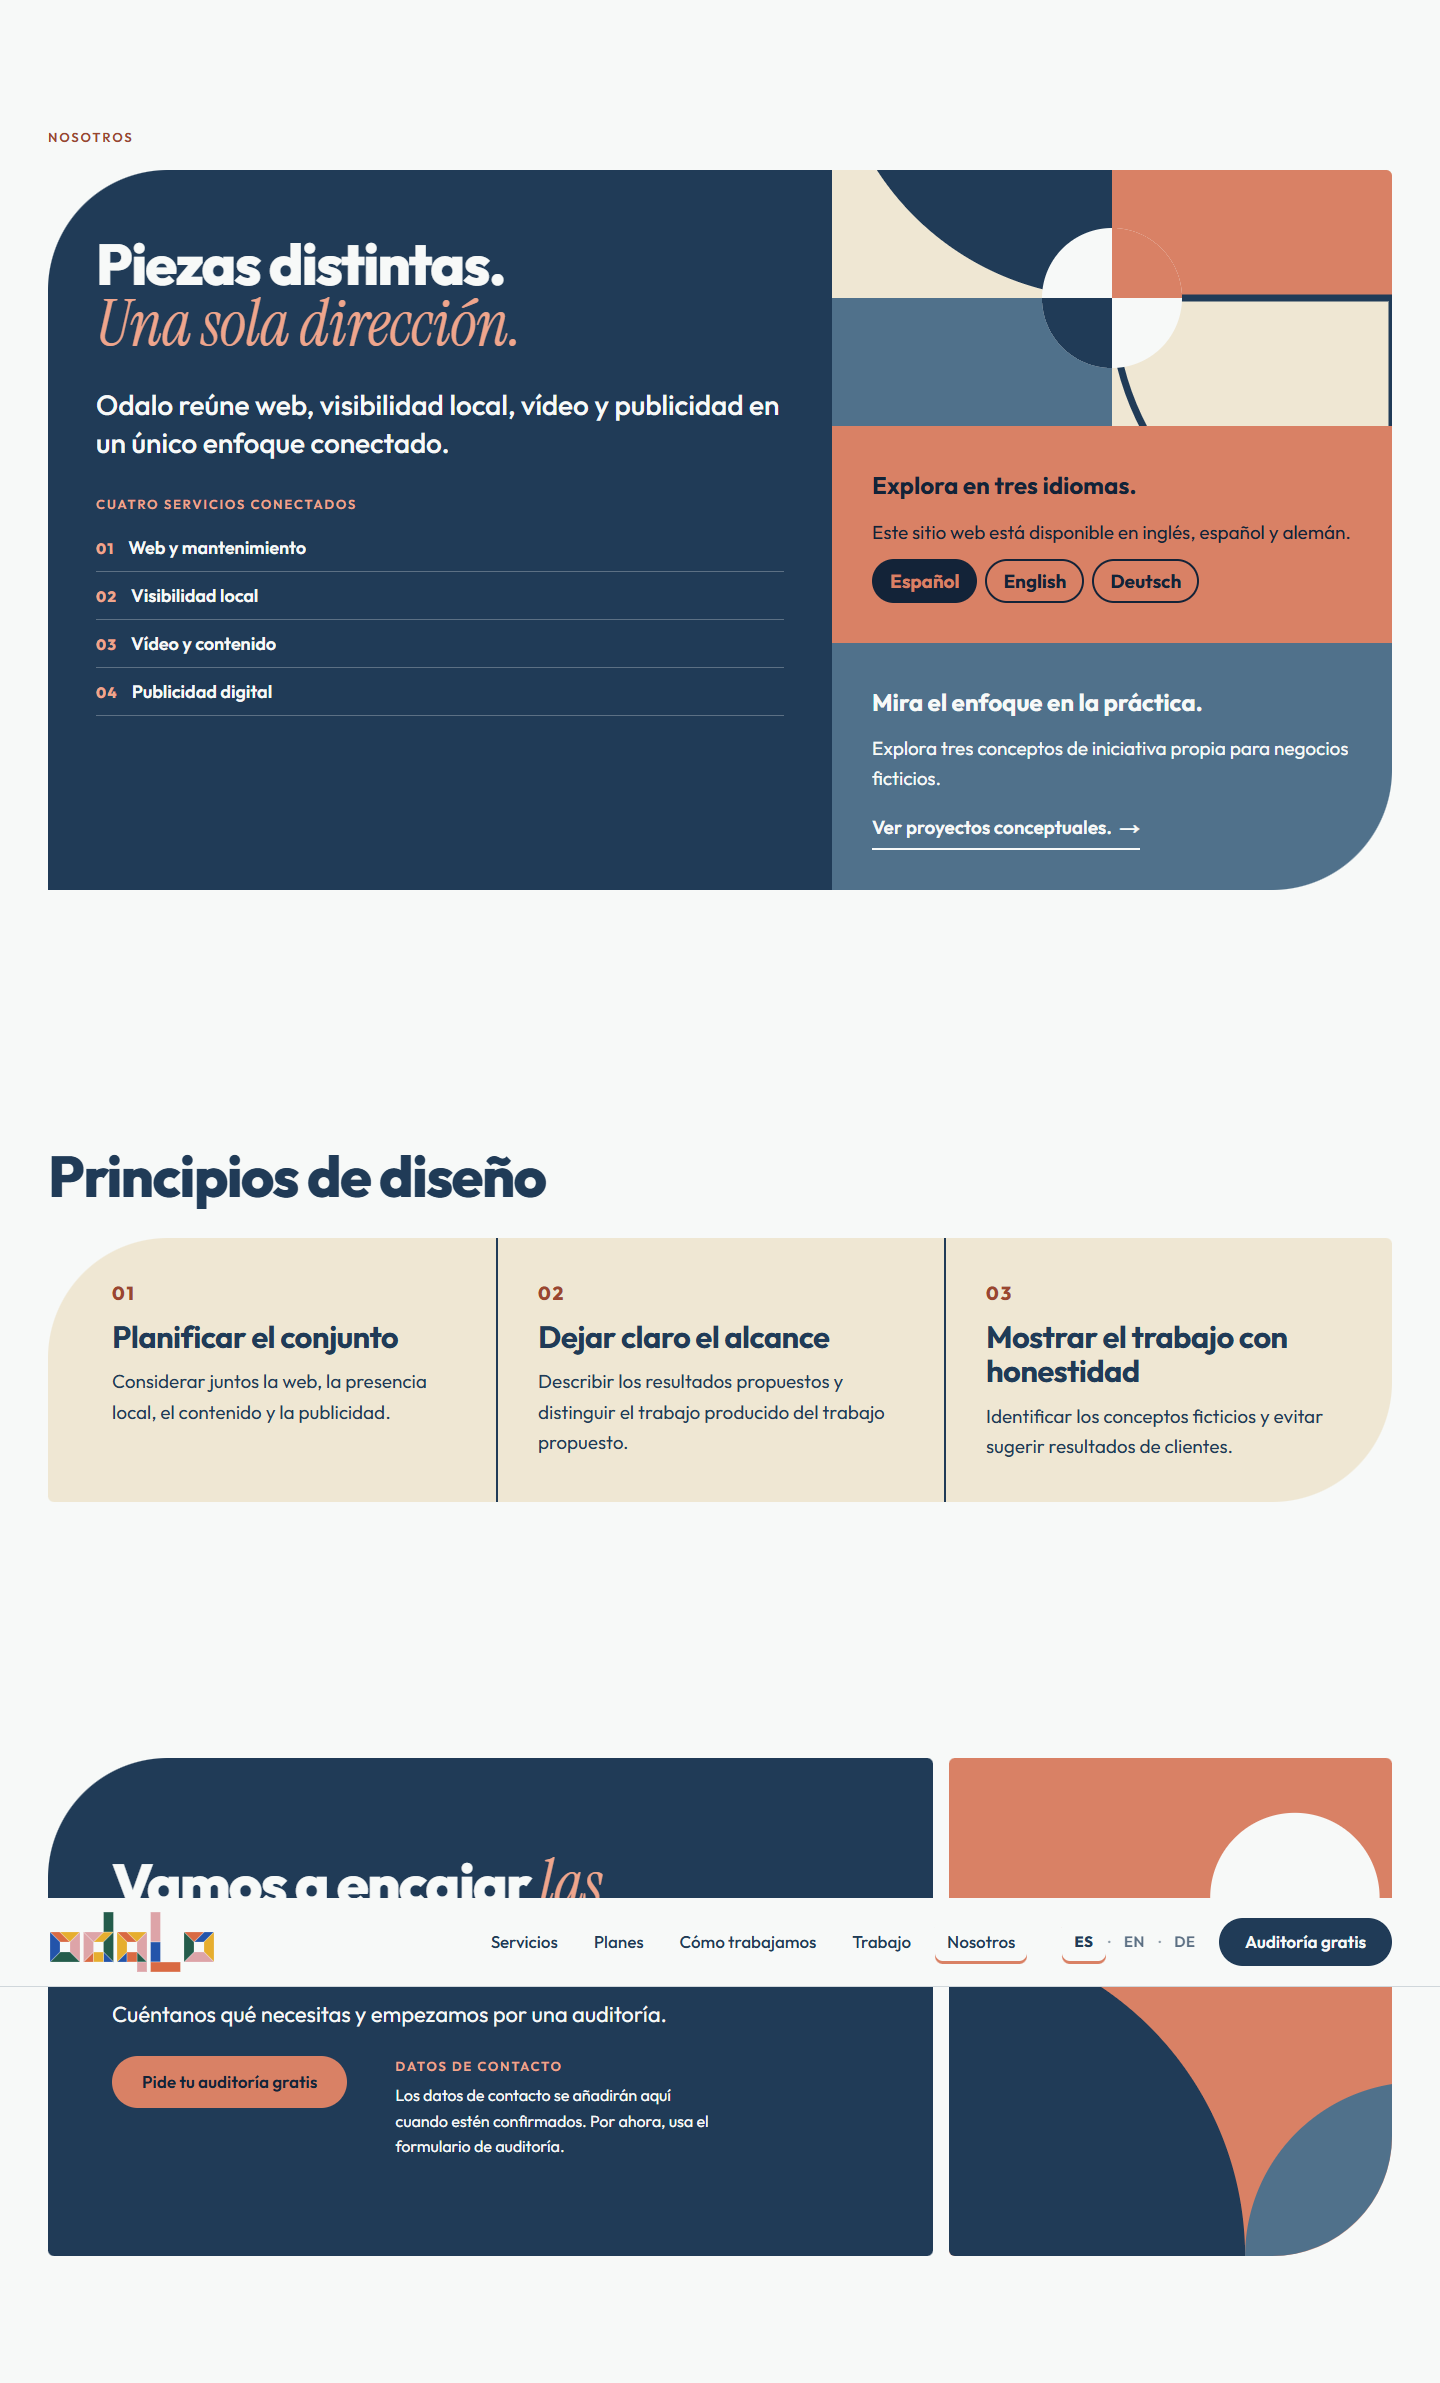 NOSOTROS
Piezas distintas.
Una sola dirección.
Odalo reúne web, visibilidad local, vídeo y publicidad en
un único enfoque conectado.
CUATRO SERVICIOS CONECTADOS
01 Web y mantenimiento
02 Visibilidad local
03 Vídeo y contenido
04 Publicidad digital
Explora en tres idiomas.
Este sitio web está disponible en inglés, español y alemán.
Español English Deutsch
Mira el enfoque en la práctica.
Explora tres conceptos de iniciativa propia para negocios
ficticios.
Ver proyectos conceptuales. →
Principios de diseño
01
Planificar el conjunto
Considerar juntos la web, la presencia
local, el contenido y la publicidad.
02
Dejar claro el alcance
Describir los resultados propuestos y
distinguir el trabajo producido del trabajo
propuesto.
03
Mostrar el trabajo con
honestidad
Identificar los conceptos ficticios y evitar
sugerir resultados de clientes.
Vamos a encajar las
odalo
Servicios Planes Cómo trabajamos Trabajo Nosotros ES · EN · DE Auditoría gratis
Cuéntanos qué necesitas y empezamos por una auditoría.
Pide tu auditoría gratis
DATOS DE CONTACTO
Los datos de contacto se añadirán aquí
cuando estén confirmados. Por ahora, usa el
formulario de auditoría.